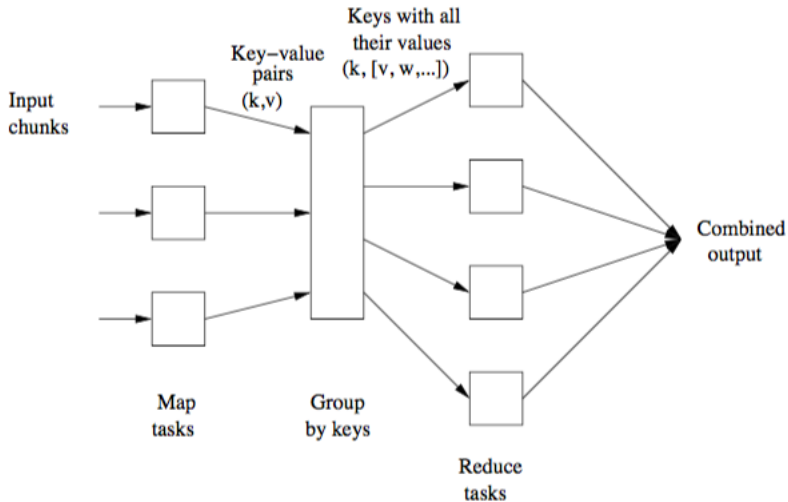 Input
chunks
Key−value
pairs
(k,v)
Keys with all
their values
(k, [v, w,...])
Combined
output
Map
tasks
Group
by keys
Reduce
tasks